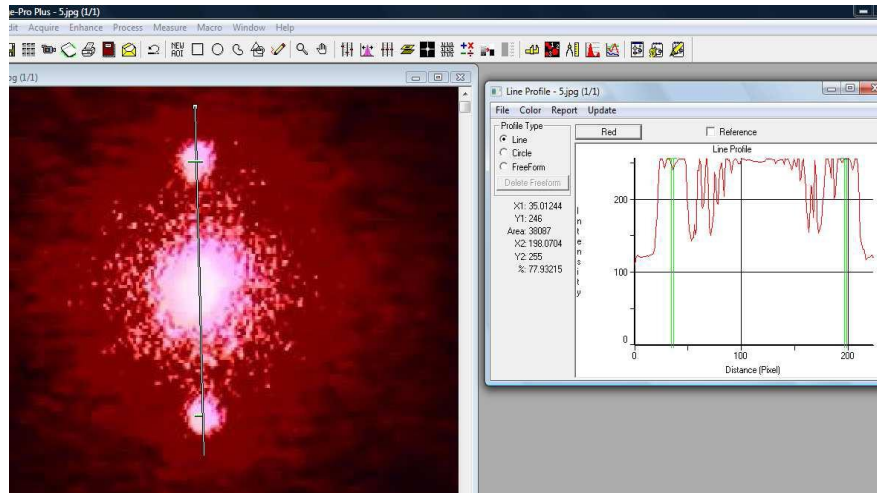 e-Pro Plus - 5.jpg (1/1)
dit Acquire Enhance Process Measure Macro Window Help
NEW
AOI
pg (1/1)
Line Profile - 5.jpg (1/1)
File Color Report Update
Profile Type
Line
Circle
FreeForm
Delete Freeform
X1: 35.01244
Y1: 246
Area: 38087
X2: 198.0704
Y2: 255
%: 77.93215
Red
Reference
Line Profile
Intensity
200
100
0
0 100 200
Distance (Pixel)